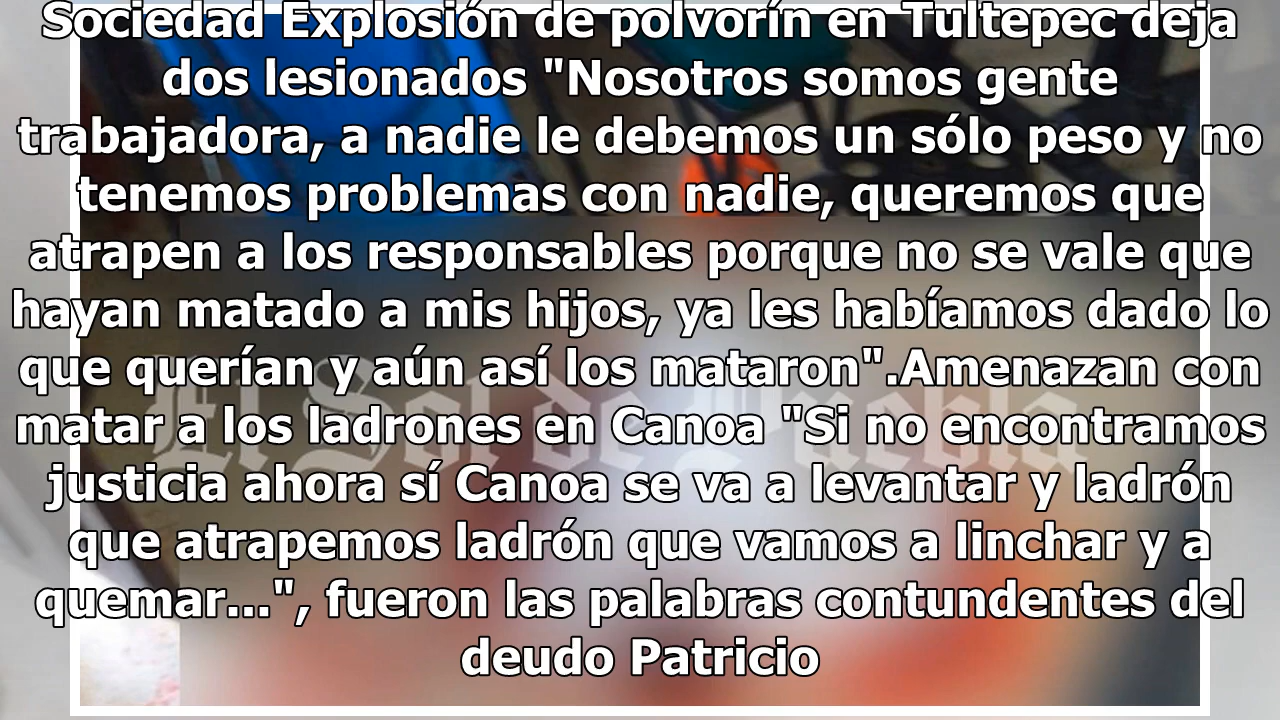 Sociedad Explosión de polvorín en Tultepec deja
dos lesionados "Nosotros somos gente
trabajadora, a nadie le debemos un sólo peso y no
tenemos problemas con nadie, queremos que
atrapen a los responsables porque no se vale que
hayan matado a mis hijos, ya les habíamos dado lo
que querían y aún así los mataron".Amenazan con
matar a los ladrones en Canoa "Si no encontramos
El Sol de Puebla
justicia ahora sí Canoa se va a levantar y ladrón
que atrapemos ladrón que vamos a linchar y a
quemar...", fueron las palabras contundentes del
deudo Patricio